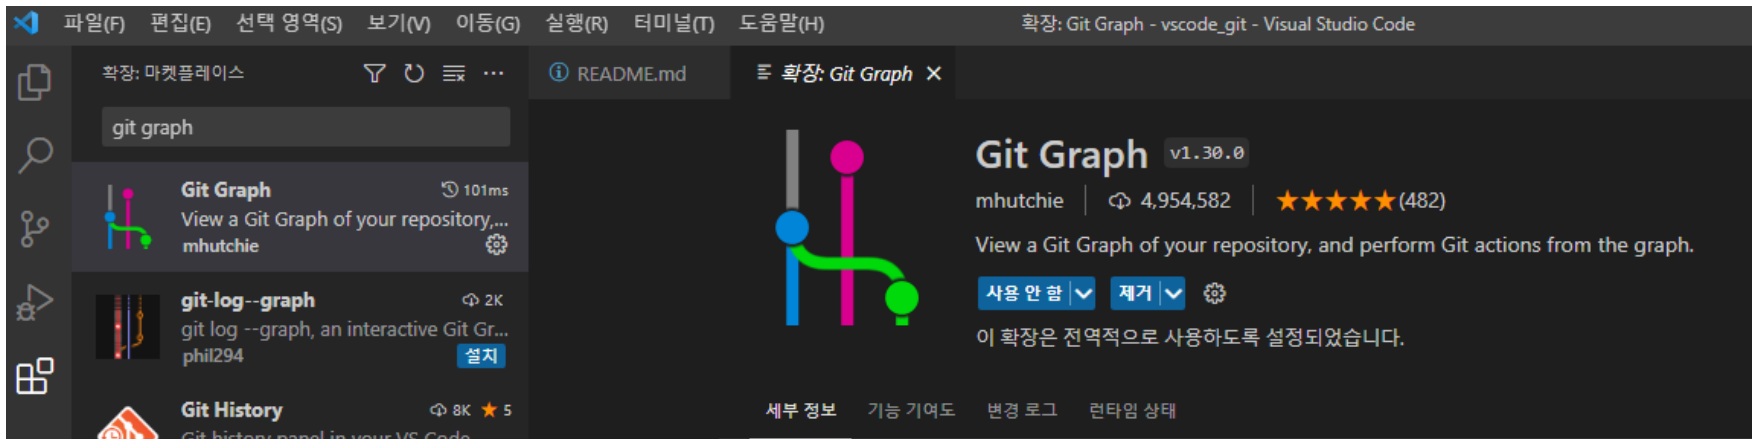 파일(F) 편집(E) 선택 영역(S) 보기(V) 이동(G) 실행(R) 터미널(T) 도움말(H) 확장: Git Graph - vscode_git - Visual Studio Code
확장: 마켓플레이스
README.md
확장: Git Graph
git graph
Git Graph 101ms
View a Git Graph of your repository,...
mhutchie
git-log--graph 2K
git log --graph, an interactive Git Gr...
phil294 설치
Git History 8K 5
Git history panel in your VS Code
Git Graph v1.30.0
mhutchie 4,954,582 (482)
View a Git Graph of your repository, and perform Git actions from the graph.
사용 안 함 제거
이 확장은 전역적으로 사용하도록 설정되었습니다.
세부 정보 기능 기여도 변경 로그 런타임 상태